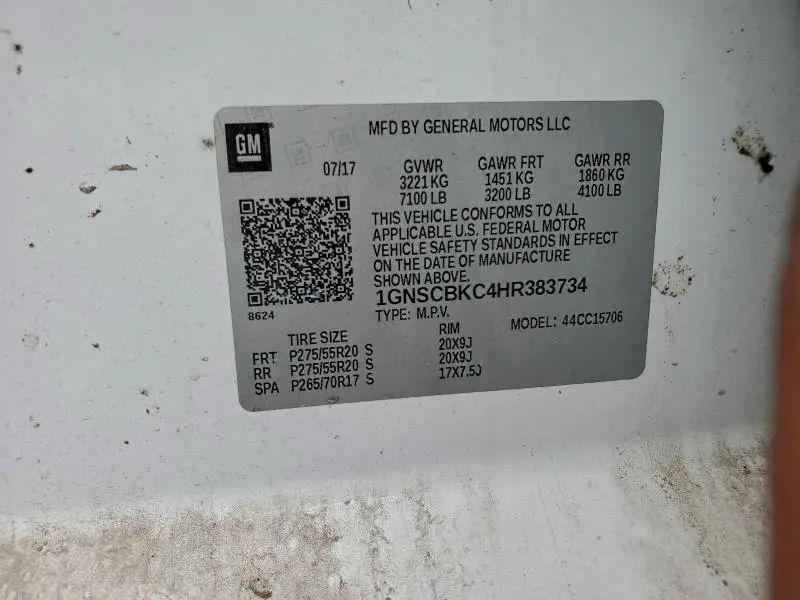 GM
MFD BY GENERAL MOTORS LLC
07/17
GVWR GAWR FRT GAWR RR
3221 KG 1451 KG 1860 KG
7100 LB 3200 LB 4100 LB
THIS VEHICLE CONFORMS TO ALL
APPLICABLE U.S. FEDERAL MOTOR
VEHICLE SAFETY STANDARDS IN EFFECT
ON THE DATE OF MANUFACTURE
SHOWN ABOVE.
1GNSCBKC4HR383734
8624
TYPE: M.P.V. MODEL: 44CC15706
TIRE SIZE RIM
FRT P275/55R20 S 20X9J
RR P275/55R20 S 20X9J
SPA P265/70R17 S 17X7.5J